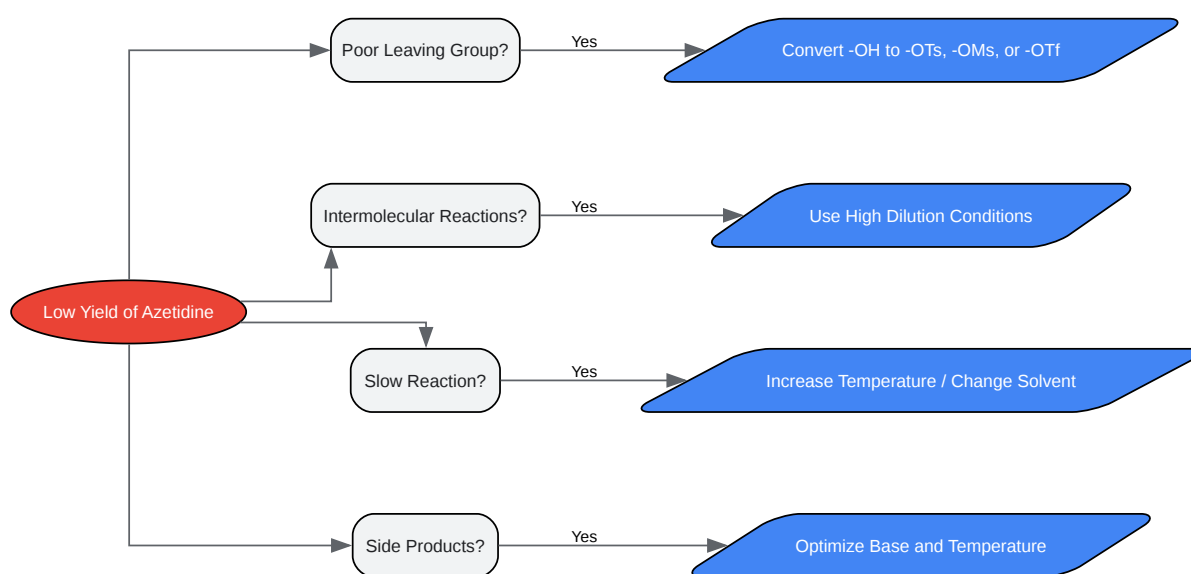 Poor Leaving Group?
Yes
Convert -OH to -OTs, -OMs, or -OTf
Intermolecular Reactions?
Yes
Use High Dilution Conditions
Low Yield of Azetidine
Slow Reaction?
Yes
Increase Temperature / Change Solvent
Side Products?
Yes
Optimize Base and Temperature